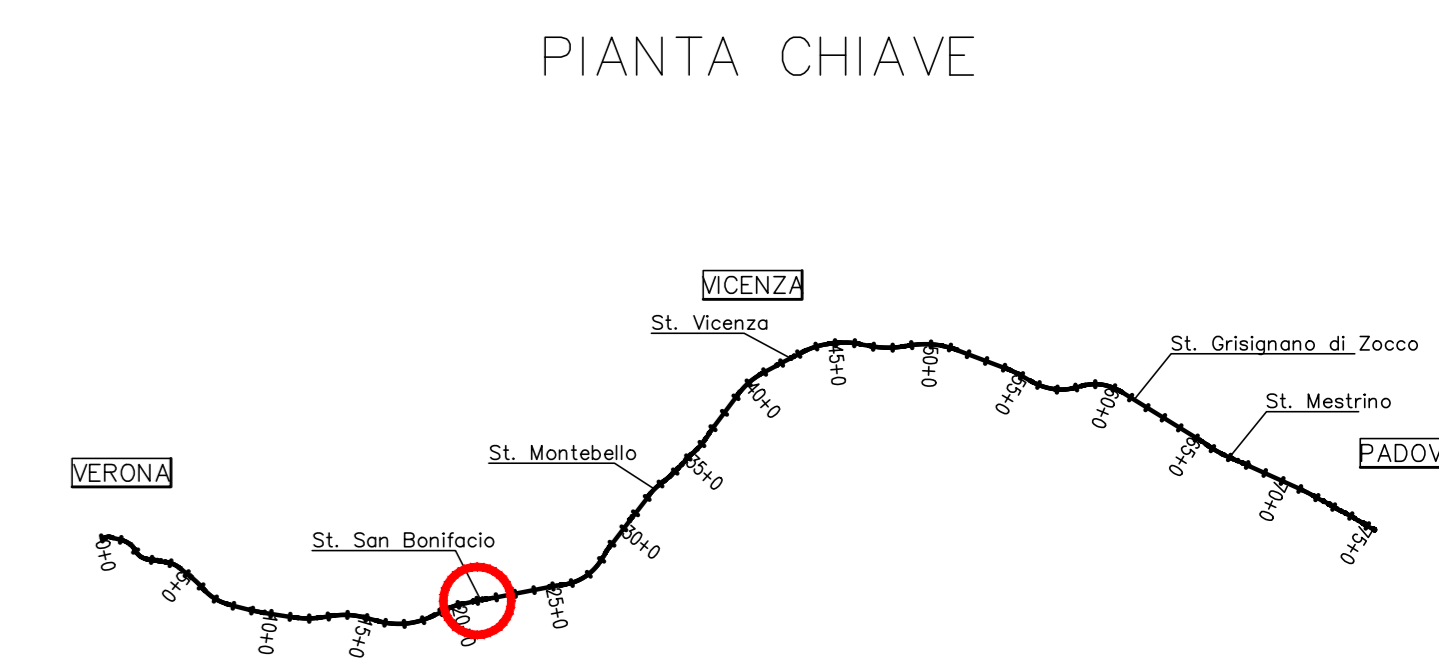 PIANTA CHIAVE
VICENZA
St. Vicenza
St. Grisignano di Zocco
St. Mestrino
PADOV
St. Montebello
VERONA
St. San Bonifacio
0+0
5+0
10+0
15+0
20+0
25+0
30+0
35+0
40+0
45+0
50+0
55+0
60+0
65+0
70+0
75+0